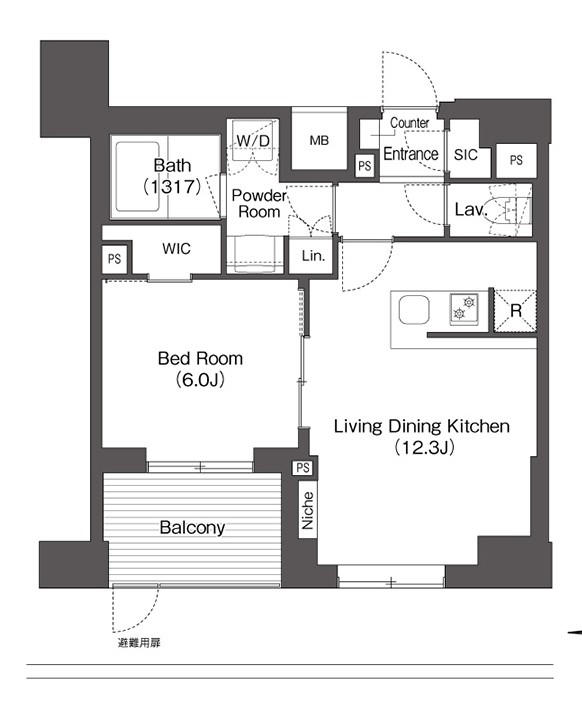 Counter
W/D
MB
Entrance
SIC
PS
PS
Bath
(1317)
Powder
Room
Lav.
WIC
PS
Lin.
R
Bed Room
(6.0J)
Living Dining Kitchen
(12.3J)
PS
Niche
Balcony
避難用扉